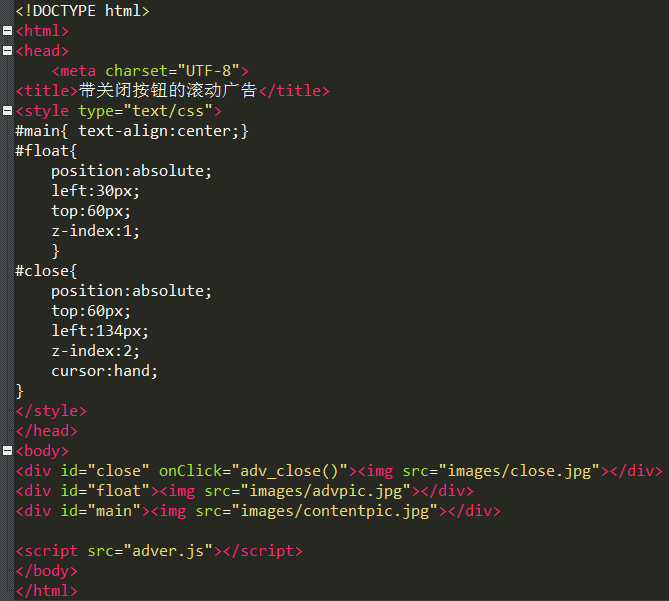 <!DOCTYPE html>
<html>
<head>
    <meta charset="UTF-8">
<title>带关闭按钮的滚动广告</title>
<style type="text/css">
#main{ text-align:center;}
#float{
    position:absolute;
    left:30px;
    top:60px;
    z-index:1;
    }
#close{
    position:absolute;
    top:60px;
    left:134px;
    z-index:2;
    cursor:hand;
}
</style>
</head>
<body>
<div id="close" onClick="adv_close()"><img src="images/close.jpg"></div>
<div id="float"><img src="images/advpic.jpg"></div>
<div id="main"><img src="images/contentpic.jpg"></div>

<script src="adver.js"></script>
</body>
</html>